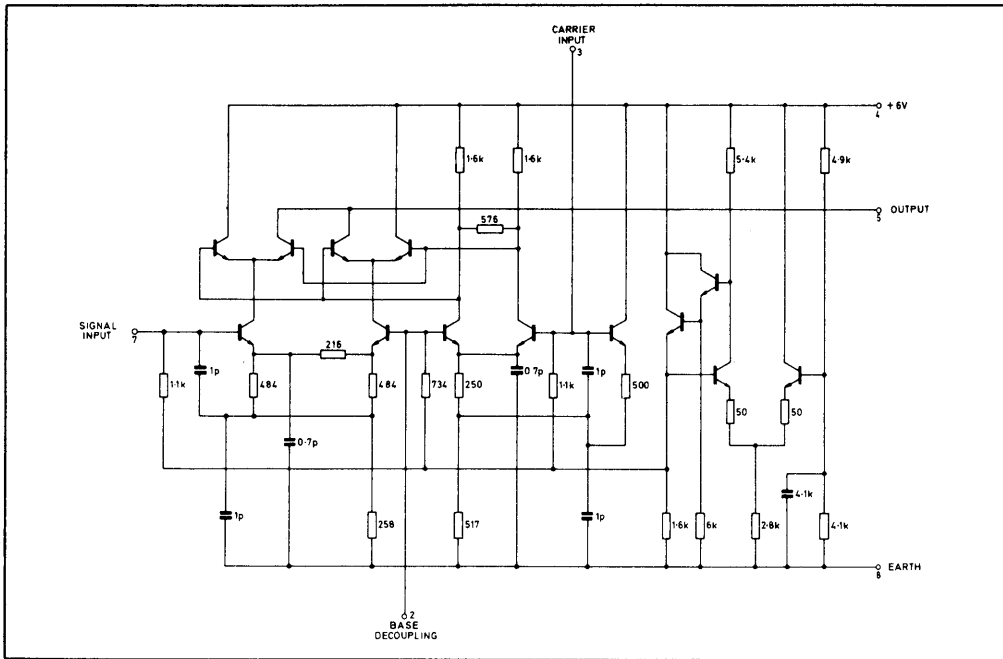 CARRIER
INPUT
3
+6V
4
1·6k
1·6k
5·4k
4·9k
OUTPUT
5
576
SIGNAL
INPUT
7
216
1·1k
1p
484
484
734
250
0·7p
1·1k
1p
500
50
50
0·7p
4·1k
1p
258
517
1p
1·6k
6k
2·8k
4·1k
EARTH
8
2
BASE
DECOUPLING